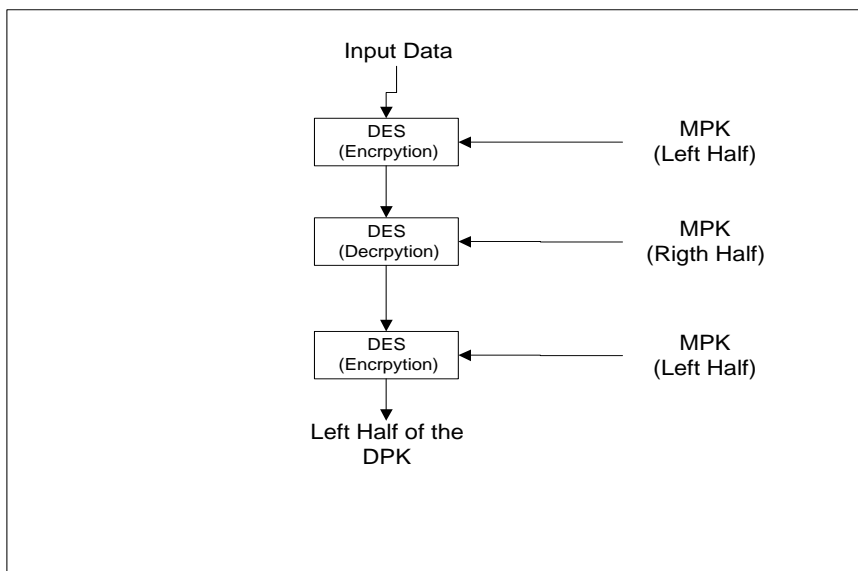 Input Data
DES
(Encrpytion)
MPK
(Left Half)
DES
(Decrpytion)
MPK
(Rigth Half)
DES
(Encrpytion)
MPK
(Left Half)
Left Half of the
DPK